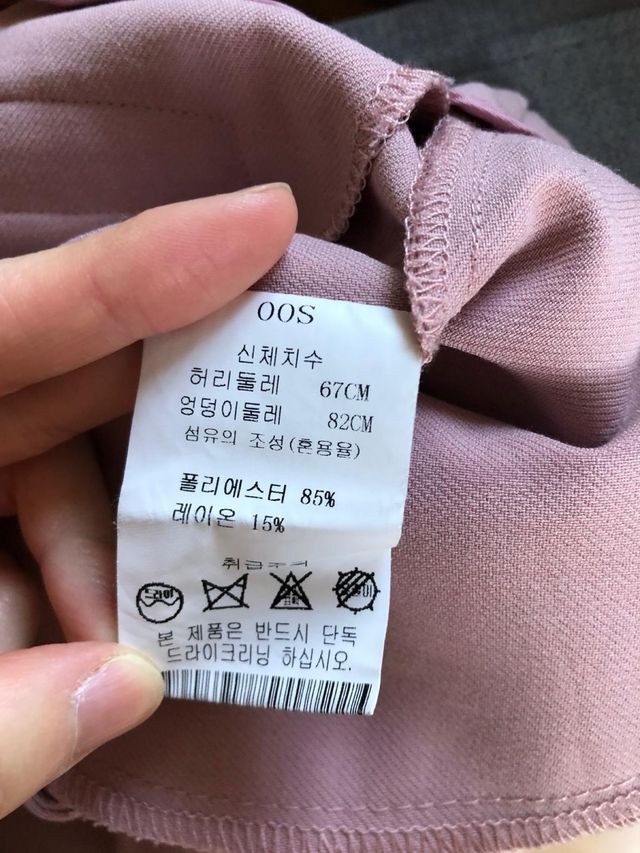 00S
신체치수
허리둘레 67CM
엉덩이둘레 82CM
섬유의 조성(혼용율)
폴리에스터 85%
레이온 15%
드라이
본 제품은 반드시 단독
드라이크리닝 하십시오.